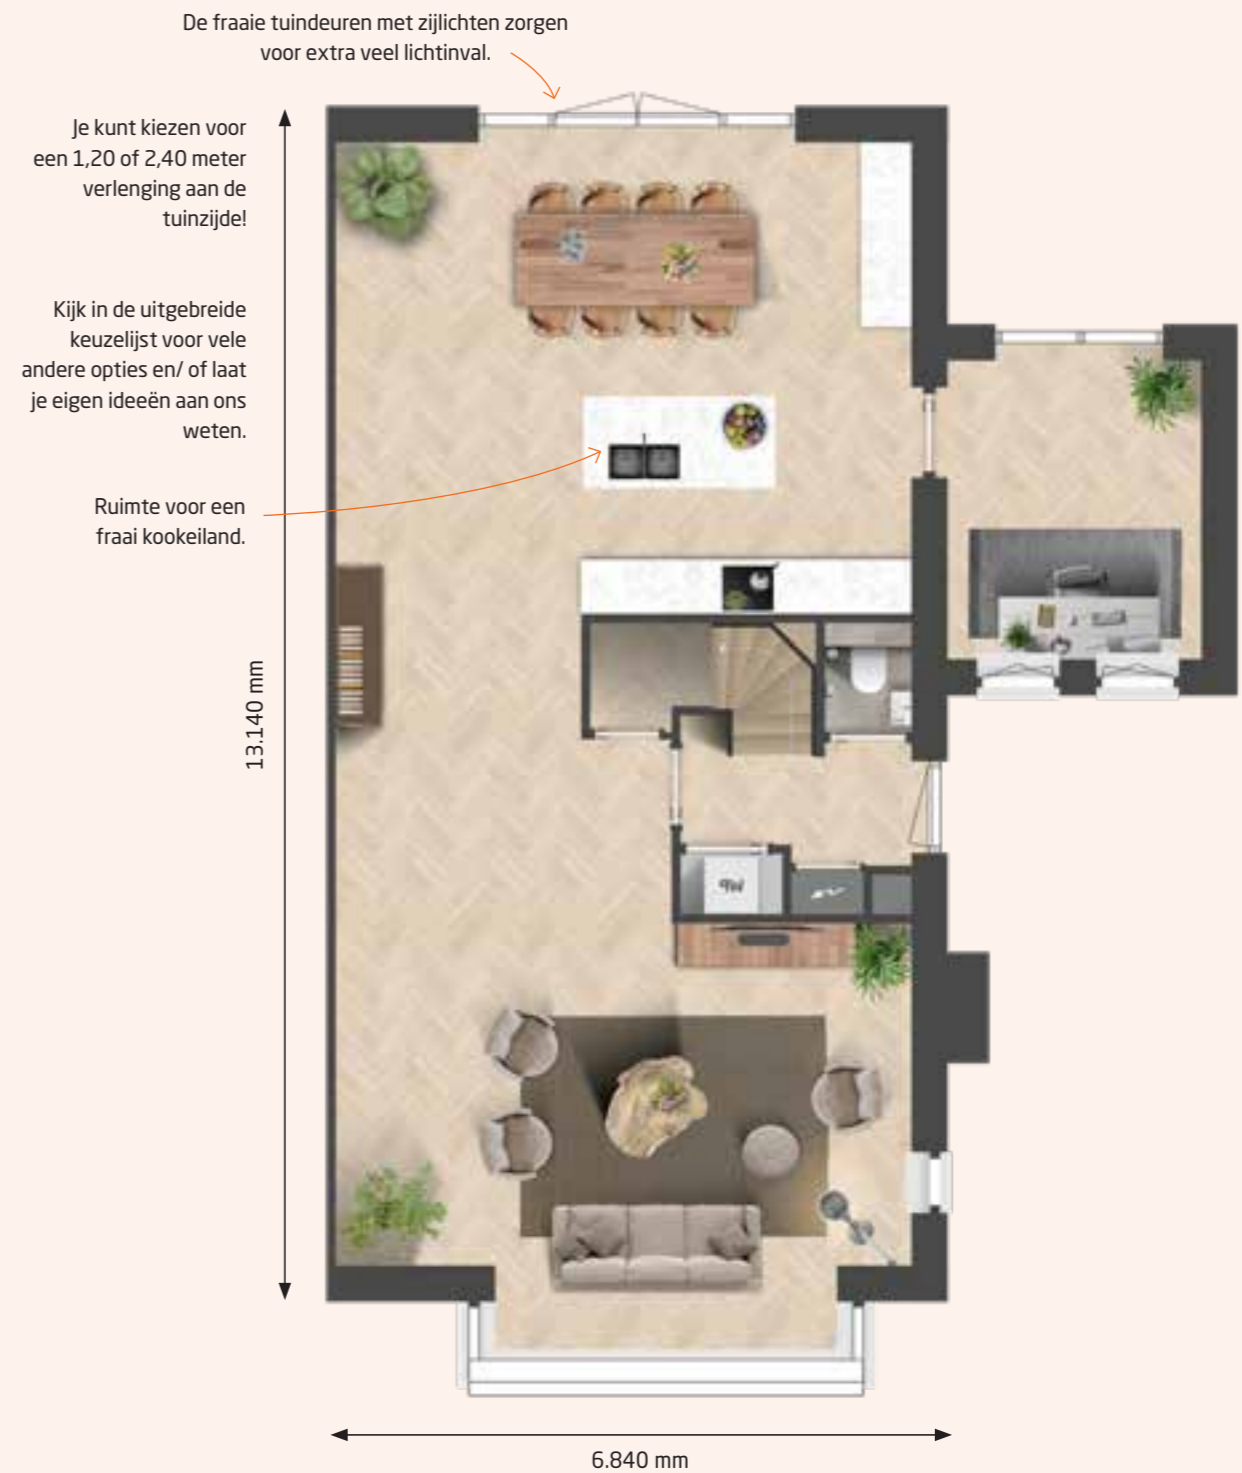 De fraaie tuindeuren met zijlichten zorgen
voor extra veel lichtinval.
Je kunt kiezen voor
een 1,20 of 2,40 meter
verlenging aan de
tuinzijde!
Kijk in de uitgebreide
keuzelijst voor vele
andere opties en/ of laat
je eigen ideeën aan ons
weten.
Ruimte voor een
fraai kookeiland.
13.140 mm
6.840 mm